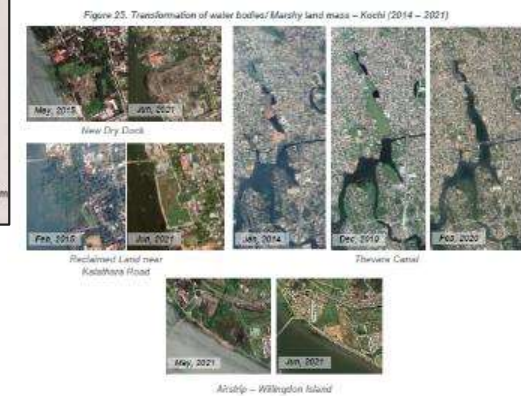 Figure 25. Transformation of water bodies/ Marshy land mass – Kochi (2014 – 2021)
May, 2015
Jun, 2021
New Dry Dock
Feb, 2015
Jun, 2021
Reclaimed Land near
Kalathara Road
Jan, 2014
Dec, 2019
Feb, 2020
Thevara Canal
May, 2021
Jun, 2021
Airstrip – Willingdon Island